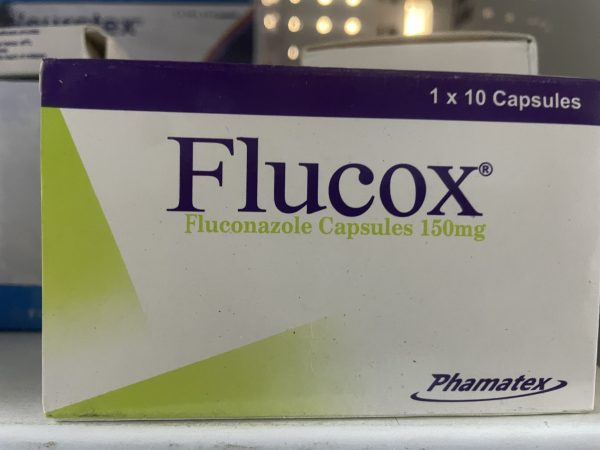 1 x 10 Capsules
Flucox®
Fluconazole Capsules 150mg
Phamatex